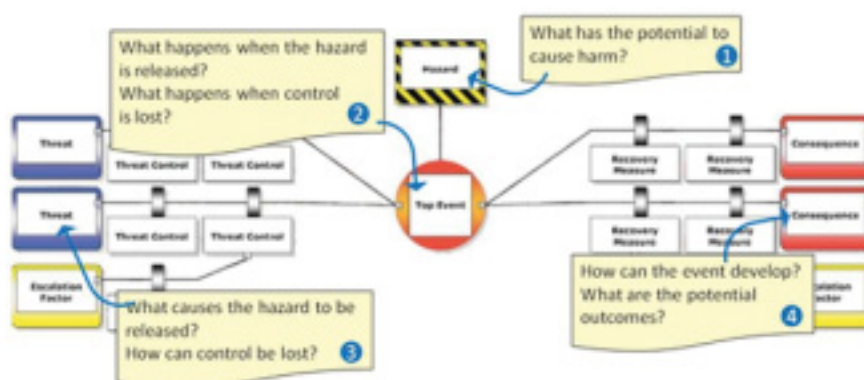 What happens when the hazard
is released?
What happens when control
is lost?
2
What has the potential to
cause harm?
1
Hazard
Threat
Threat Control
Threat Control
Top Event
Recovery
Measure
Recovery
Measure
Consequence
Threat
Threat Control
Threat Control
Recovery
Measure
Recovery
Measure
Consequence
Escalation
Factor
What causes the hazard to be
released?
How can control be lost?
3
How can the event develop?
What are the potential
outcomes?
4